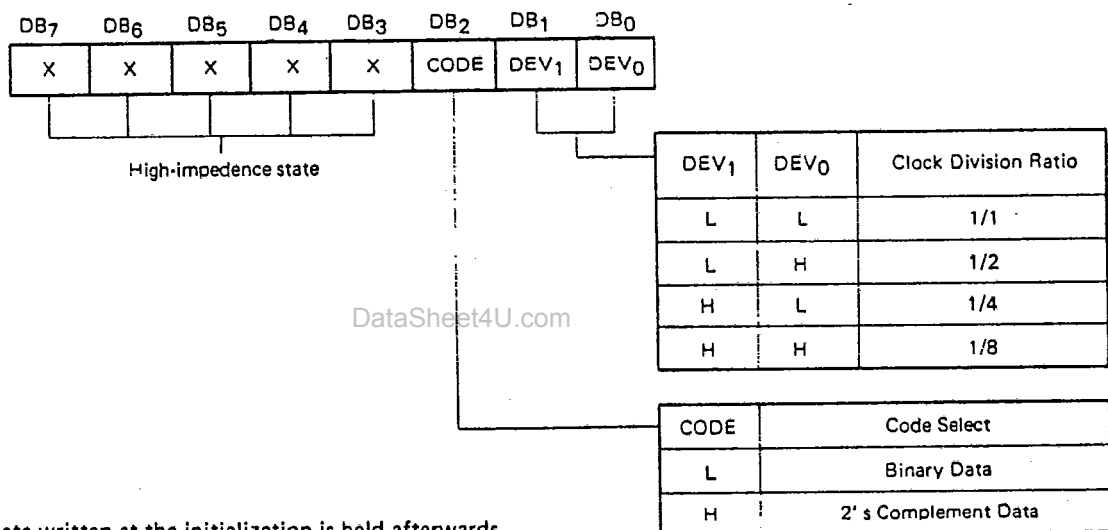 DB7 DB6 DB5 DB4 DB3 DB2 DB1 DB0
X X X X X CODE DEV1 DEV0
High-impedence state
DEV1 DEV0 Clock Division Ratio
L L 1/1
L H 1/2
H L 1/4
H H 1/8
DataSheet4U.com
CODE Code Select
L Binary Data
H 2's Complement Data
written at the initialization is held afterwards